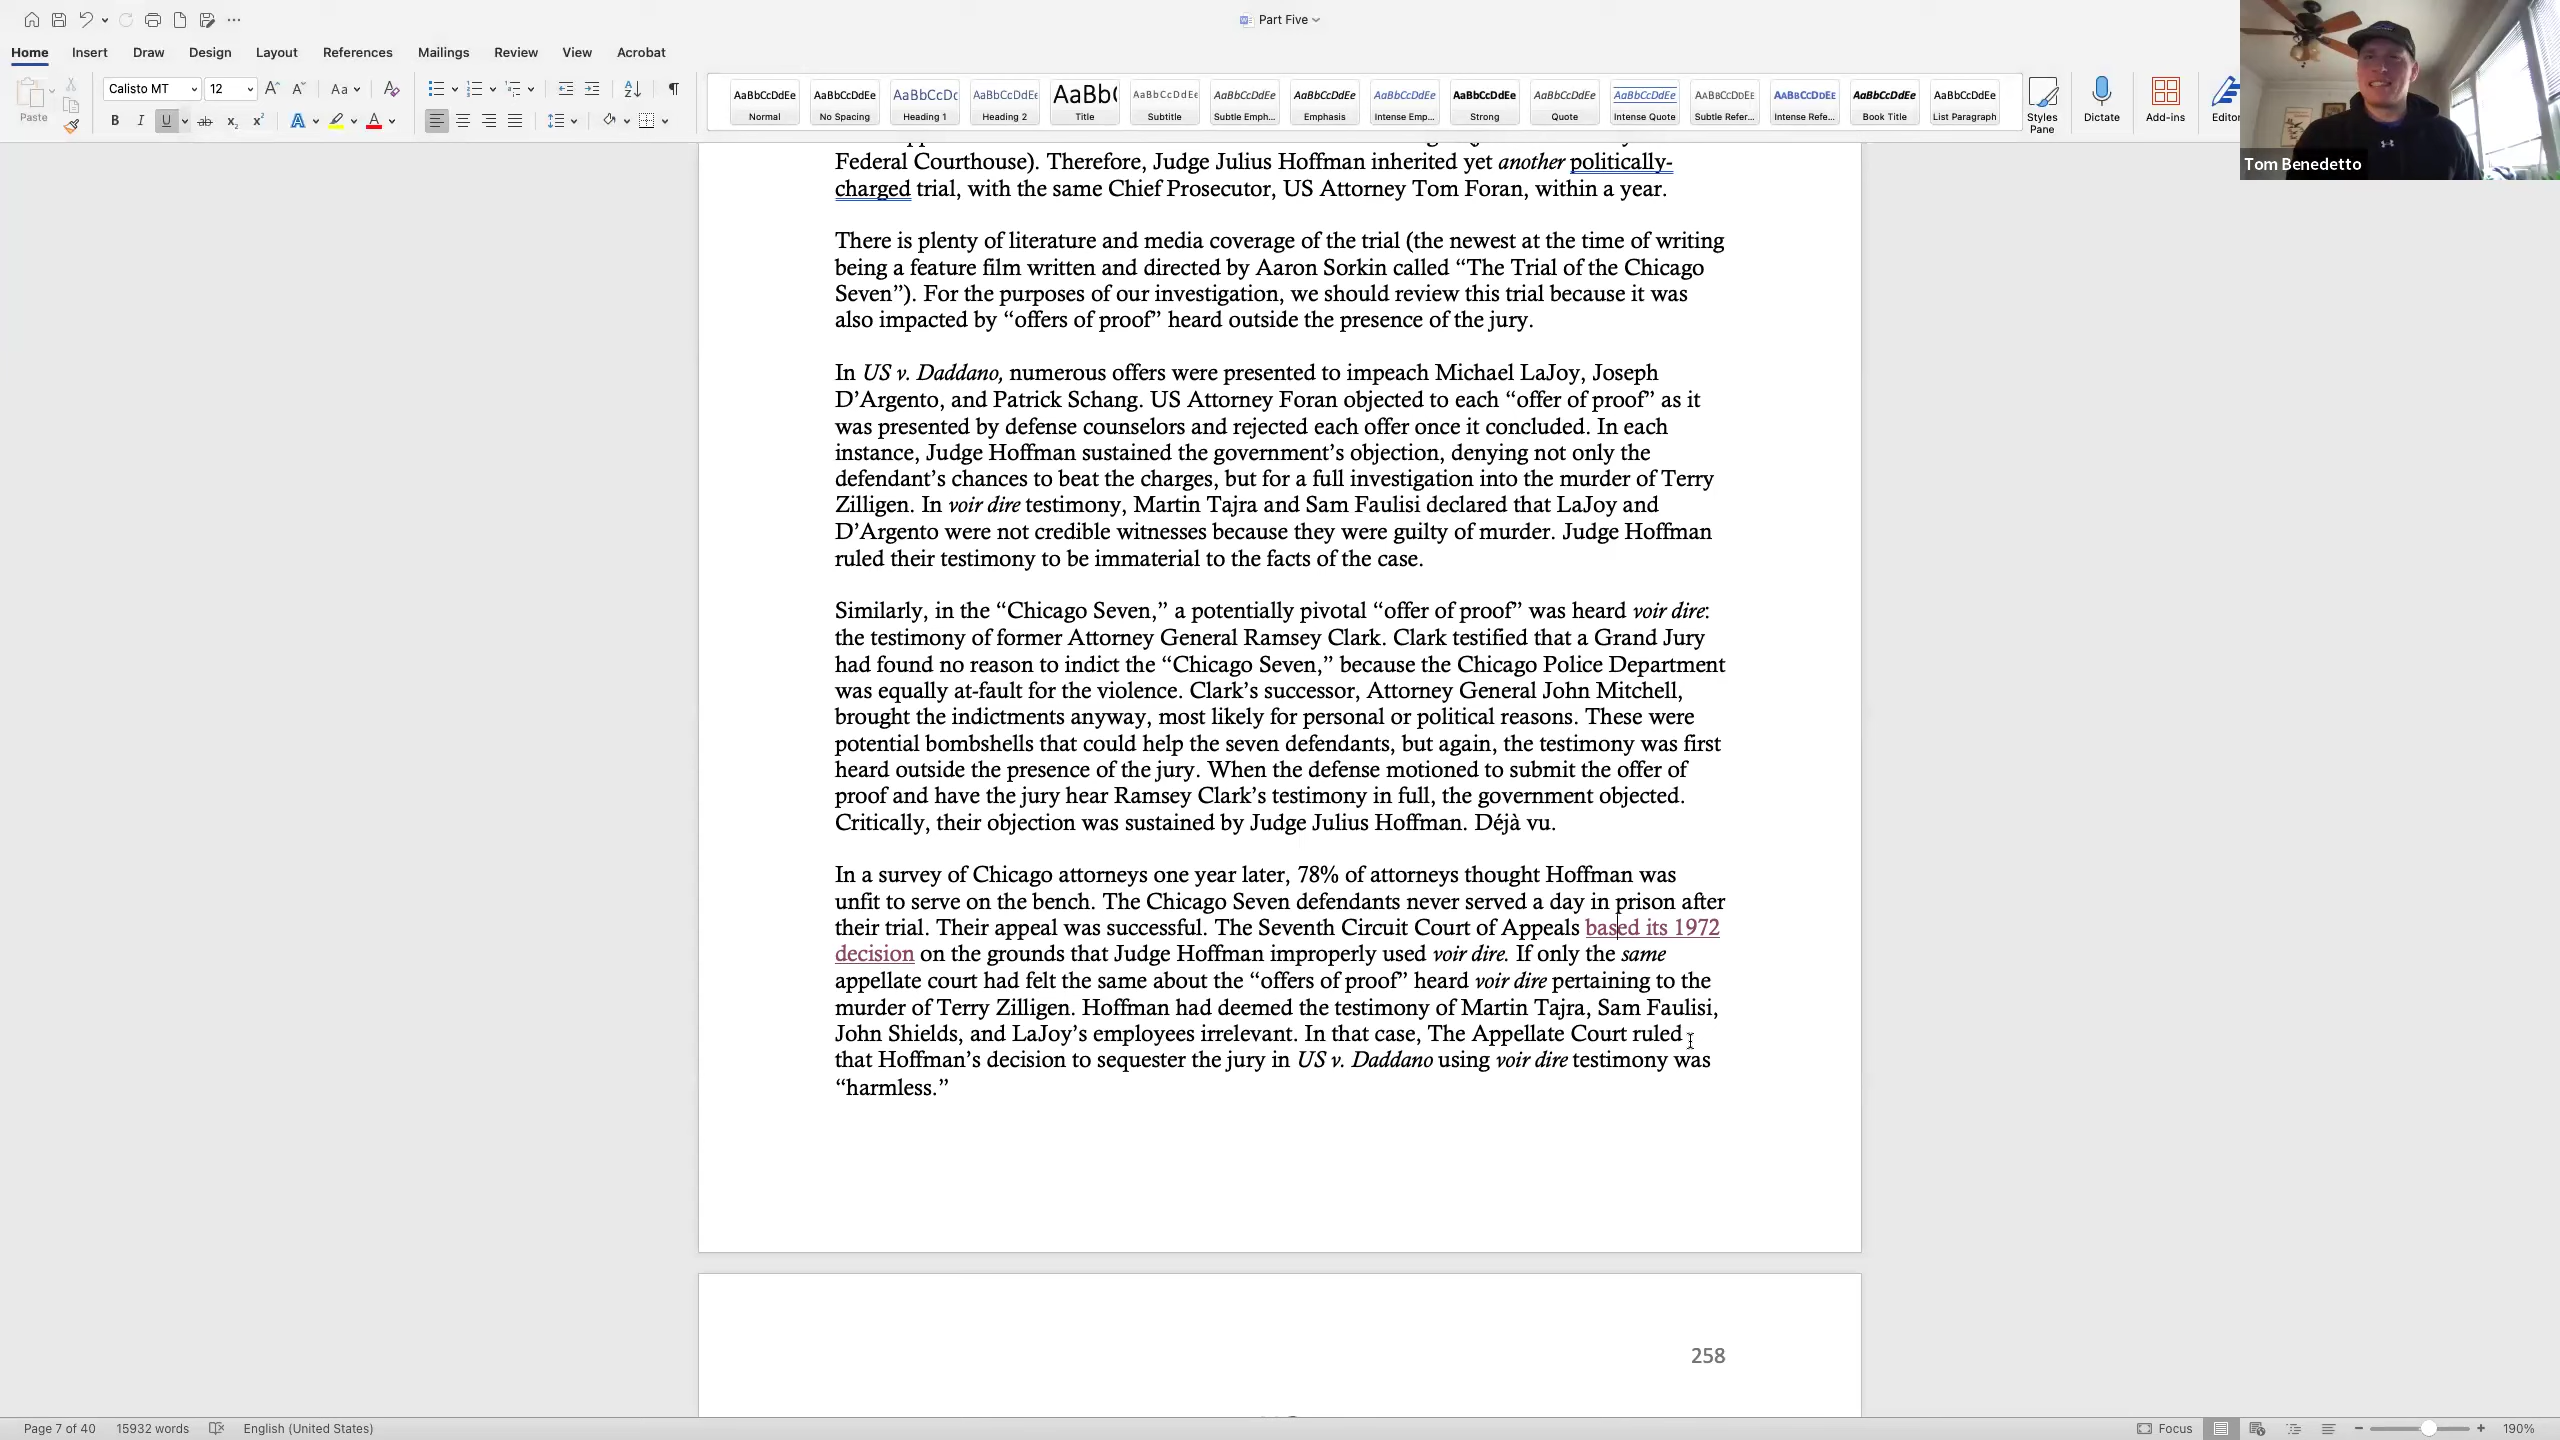 Part Five
Home Insert Draw Design Layout References Mailings Review View Acrobat
Paste
Calisto MT 12
AaBbCcDdEe AaBbCcDdEe AaBbCcDc AaBbCcDdE AaBb( AaBbCcDdEe AaBbCcDdEe AaBbCcDdEe AaBbCcDdEe AaBbCcDdEe AaBbCcDdEe AaBbCcDdEe AaBbCcDdEe AaBbCcDdEe AaBbCcDdEe AaBbCcDdEe
Normal No Spacing Heading 1 Heading 2 Title Subtitle Subtle Emph... Emphasis Intense Emp... Strong Quote Intense Quote Subtle Refer... Intense Refe... Book Title List Paragraph
Styles Pane
Dictate
Add-ins
Editor
Tom Benedetto
Federal Courthouse). Therefore, Judge Julius Hoffman inherited yet another politically-
charged trial, with the same Chief Prosecutor, US Attorney Tom Foran, within a year.
There is plenty of literature and media coverage of the trial (the newest at the time of writing
being a feature film written and directed by Aaron Sorkin called “The Trial of the Chicago
Seven”). For the purposes of our investigation, we should review this trial because it was
also impacted by “offers of proof” heard outside the presence of the jury.
In US v. Daddano, numerous offers were presented to impeach Michael LaJoy, Joseph
D’Argento, and Patrick Schang. US Attorney Foran objected to each “offer of proof” as it
was presented by defense counselors and rejected each offer once it concluded. In each
instance, Judge Hoffman sustained the government’s objection, denying not only the
defendant’s chances to beat the charges, but for a full investigation into the murder of Terry
Zilligen. In voir dire testimony, Martin Tajra and Sam Faulisi declared that LaJoy and
D’Argento were not credible witnesses because they were guilty of murder. Judge Hoffman
ruled their testimony to be immaterial to the facts of the case.
Similarly, in the “Chicago Seven,” a potentially pivotal “offer of proof” was heard voir dire:
the testimony of former Attorney General Ramsey Clark. Clark testified that a Grand Jury
had found no reason to indict the “Chicago Seven,” because the Chicago Police Department
was equally at-fault for the violence. Clark’s successor, Attorney General John Mitchell,
brought the indictments anyway, most likely for personal or political reasons. These were
potential bombshells that could help the seven defendants, but again, the testimony was first
heard outside the presence of the jury. When the defense motioned to submit the offer of
proof and have the jury hear Ramsey Clark’s testimony in full, the government objected.
Critically, their objection was sustained by Judge Julius Hoffman. Déjà vu.
In a survey of Chicago attorneys one year later, 78% of attorneys thought Hoffman was
unfit to serve on the bench. The Chicago Seven defendants never served a day in prison after
their trial. Their appeal was successful. The Seventh Circuit Court of Appeals based its 1972
decision on the grounds that Judge Hoffman improperly used voir dire. If only the same
appellate court had felt the same about the “offers of proof” heard voir dire pertaining to the
murder of Terry Zilligen. Hoffman had deemed the testimony of Martin Tajra, Sam Faulisi,
John Shields, and LaJoy’s employees irrelevant. In that case, The Appellate Court ruled
that Hoffman’s decision to sequester the jury in US v. Daddano using voir dire testimony was
“harmless.”
258
Page 7 of 40 15932 words English (United States) Focus 190%